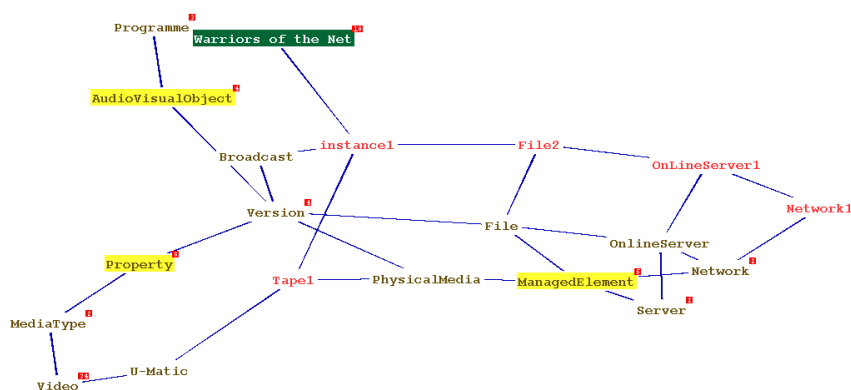 Programme
Warriors of the Net
AudioVisualObject
Broadcast
instance1
File2
OnLineServer1
Version
File
Network1
OnlineServer
Property
Tape1
PhysicalMedia
ManagedElement
Network
MediaType
Server
U-Matic
Video